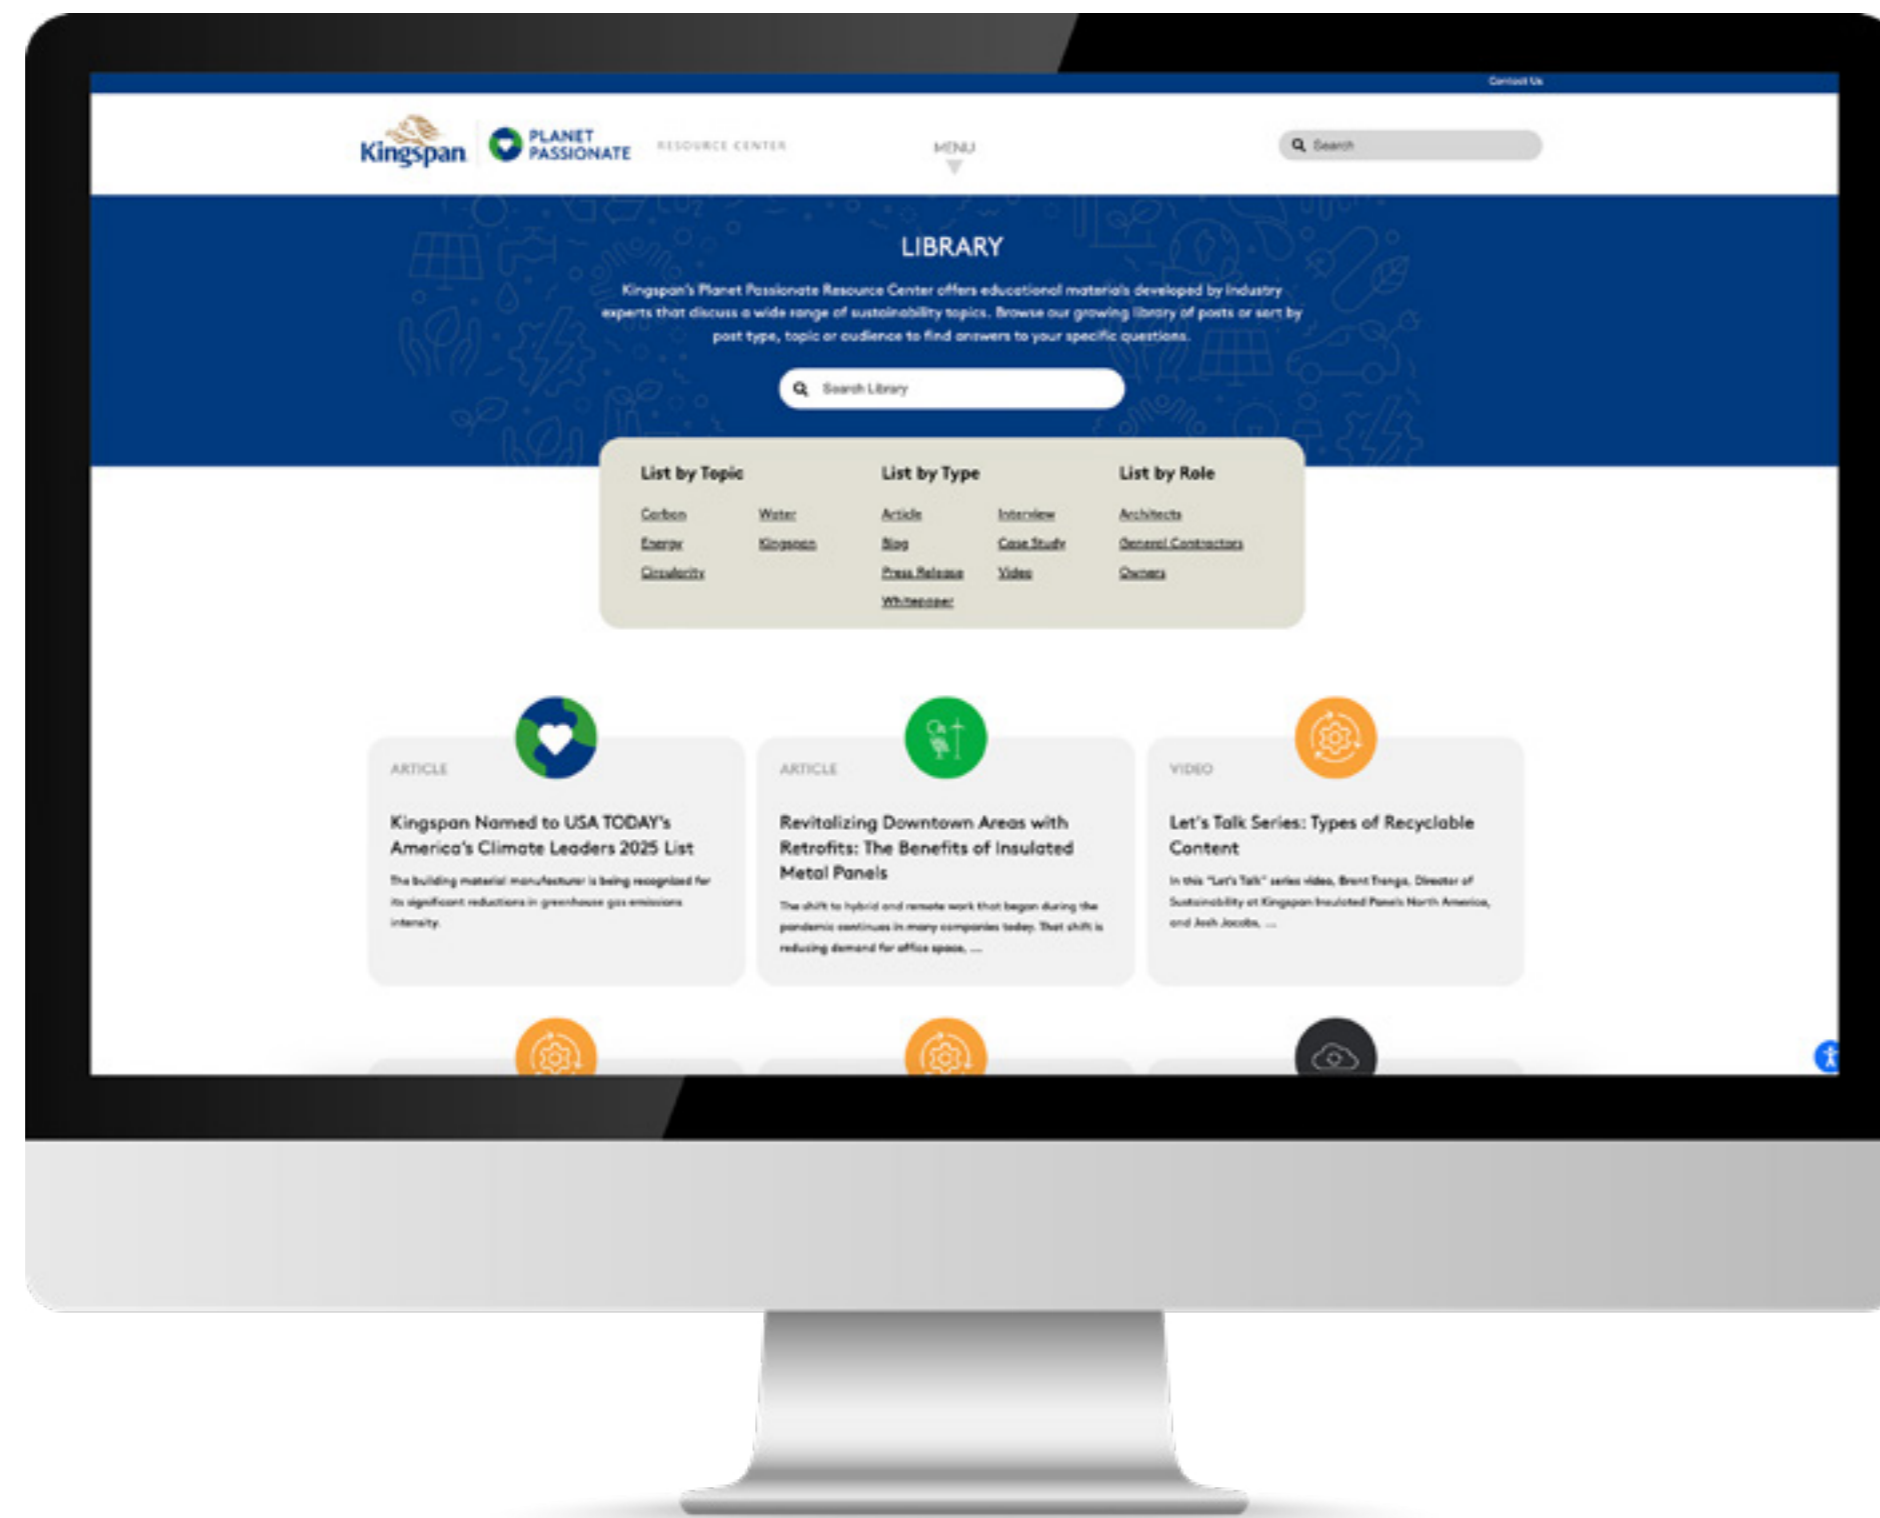 Contact Us
Kingspan
PLANET
PASSIONATE
RESOURCE CENTER
MENU
Search
LIBRARY
Kingspan's Planet Passionate Resource Center offers educational materials developed by industry
experts that discuss a wide range of sustainability topics. Browse our growing library of posts or sort by
post type, topic or audience to find answers to your specific questions.
Search Library
List by Topic
Carbon
Water
Energy
Kingspan
Circularity
List by Type
Article
Interview
Blog
Case Study
Press Release
Video
Whitepaper
List by Role
Architects
General Contractors
Owners
ARTICLE
Kingspan Named to USA TODAY's
America's Climate Leaders 2025 List
The building material manufacturer is being recognized for
its significant reductions in greenhouse gas emissions
intensity.
ARTICLE
Revitalizing Downtown Areas with
Retrofits: The Benefits of Insulated
Metal Panels
The shift to hybrid and remote work that began during the
pandemic continues in many companies today. That shift is
reducing demand for office space, ...
VIDEO
Let's Talk Series: Types of Recyclable
Content
In this "Let's Talk" series video, Brent Trenga, Director of
Sustainability at Kingspan Insulated Panels North America,
and Josh Jacobs, ...